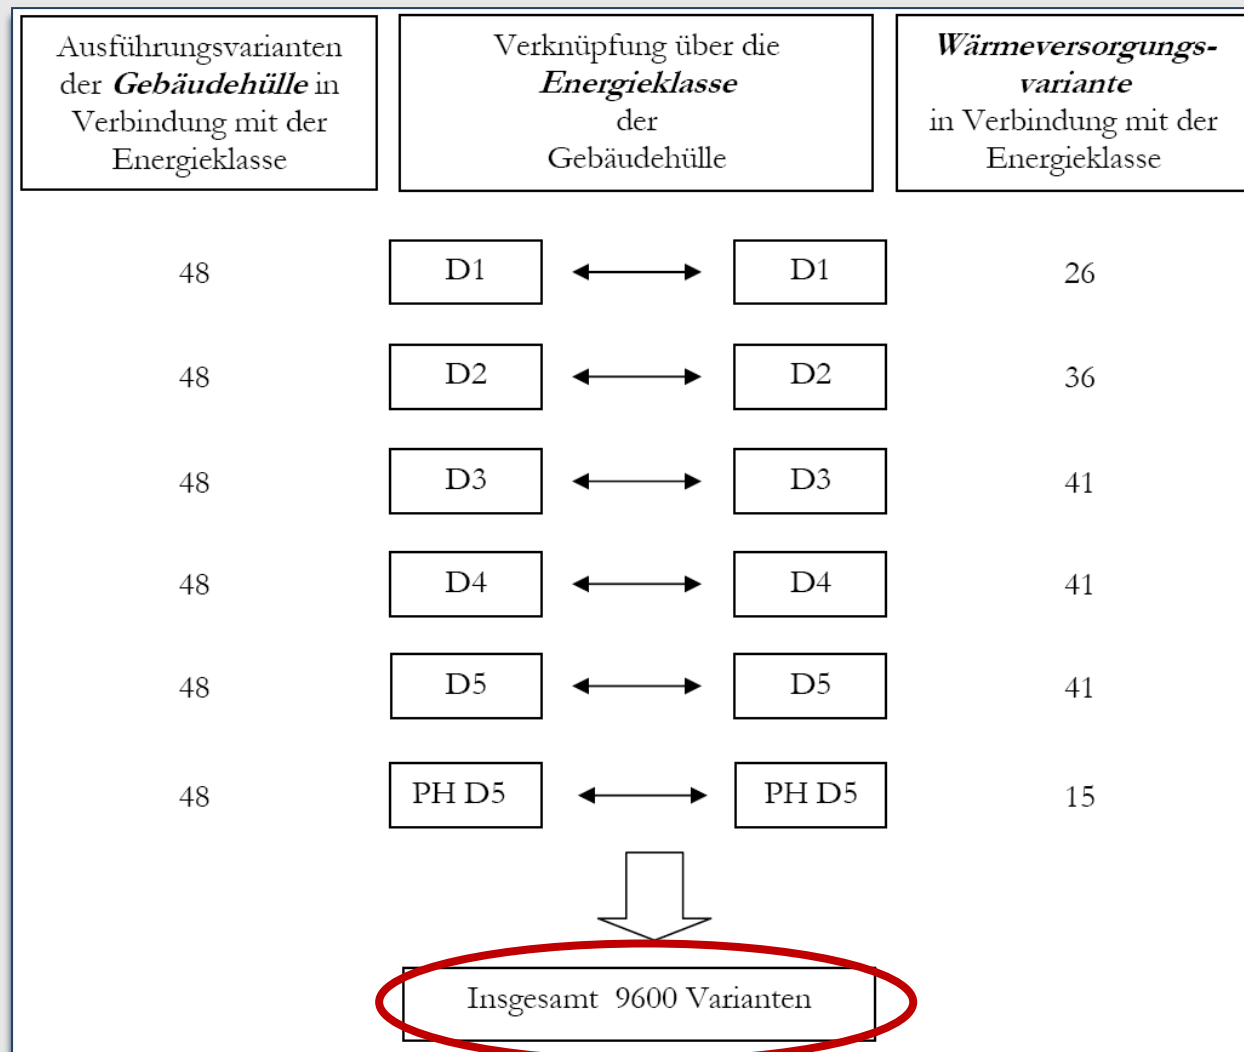 Ausführungsvarianten
der Gebäudehülle in
Verbindung mit der
Energieklasse
Verknüpfung über die
Energieklasse
der
Gebäudehülle
Wärmeversorgungs-
variante
in Verbindung mit der
Energieklasse
48 D1 D1 26
48 D2 D2 36
48 D3 D3 41
48 D4 D4 41
48 D5 D5 41
48 PH D5 PH D5 15
Insgesamt 9600 Varianten